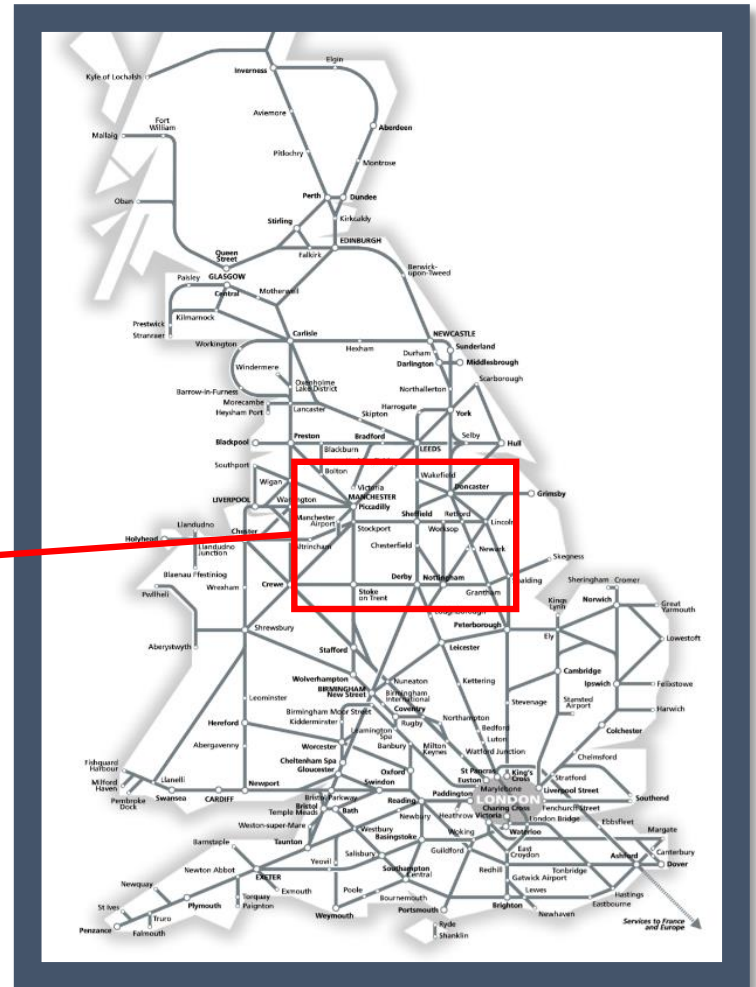 Elgin
Kyle of Lochalsh
Inverness
Aviemore
Fort
William
Aberdeen
Mallaig
Pitlochry
Montrose
Perth
Dundee
Oban
Stirling
Kirkcaldy
EDINBURGH
Queen
Street
Falkirk
Berwick-
upon-Tweed
Paisley
GLASGOW
Central
Motherwell
Prestwick
Kilmarnock
Stranraer
Carlisle
NEWCASTLE
Workington
Hexham
Sunderland
Durham
Darlington
Middlesbrough
Windermere
Scarborough
Oxenholme
Lake District
Northallerton
Barrow-in-Furness
Morecambe
Heysham Port
Lancaster
Harrogate
York
Skipton
Blackpool
Preston
Bradford
Selby
Hull
Blackburn
LEEDS
Southport
Bolton
Wakefield
Wigan
Victoria
Doncaster
LIVERPOOL
Warrington
MANCHESTER
Piccadilly
Grimsby
Manchester
Airport
Sheffield
Retford
Lincoln
Llandudno
Chester
Stockport
Worksop
Holyhead
Llandudno
Junction
Altrincham
Chesterfield
Newark
Skegness
Blaenau Ffestiniog
Wrexham
Crewe
Derby
Nottingham
Spalding
Sheringham
Cromer
Pwllheli
Stoke
on Trent
Grantham
Kings
Lynn
Norwich
Great
Yarmouth
Loughborough
Shrewsbury
Peterborough
Ely
Aberystwyth
Stafford
Leicester
Lowestoft
Wolverhampton
Cambridge
BIRMINGHAM
New Street
Nuneaton
Kettering
Ipswich
Felixstowe
Birmingham
International
Leominster
Birmingham Moor Street
Coventry
Stevenage
Stansted
Airport
Harwich
Kidderminster
Rugby
Northampton
Hereford
Leamington
Spa
Bedford
Colchester
Worcester
Banbury
Milton
Keynes
Luton
Abergavenny
Watford Junction
Cheltenham Spa
Chelmsford
Fishguard
Harbour
Gloucester
Oxford
St Pancras
King's
Cross
Llanelli
Newport
Swindon
Euston
Stratford
Milford
Haven
Marylebone
Liverpool Street
Pembroke
Dock
Swansea
CARDIFF
Bristol Parkway
Paddington
LONDON
Southend
Bristol
Temple Meads
Bath
Reading
Charing Cross
Fenchurch Street
Newbury
Heathrow
Victoria
London Bridge
Ebbsfleet
Weston-super-Mare
Westbury
Basingstoke
Woking
Waterloo
Margate
Barnstaple
Taunton
Salisbury
Guildford
East
Croydon
Canterbury
Newton Abbot
Yeovil
Southampton
Central
Redhill
Tonbridge
Ashford
Dover
EXETER
Gatwick Airport
Newquay
Exmouth
Poole
Lewes
Hastings
Torquay
Paignton
Bournemouth
Eastbourne
St Ives
Plymouth
Weymouth
Portsmouth
Brighton
Newhaven
Truro
Penzance
Falmouth
Ryde
Shanklin
Services to France
and Europe